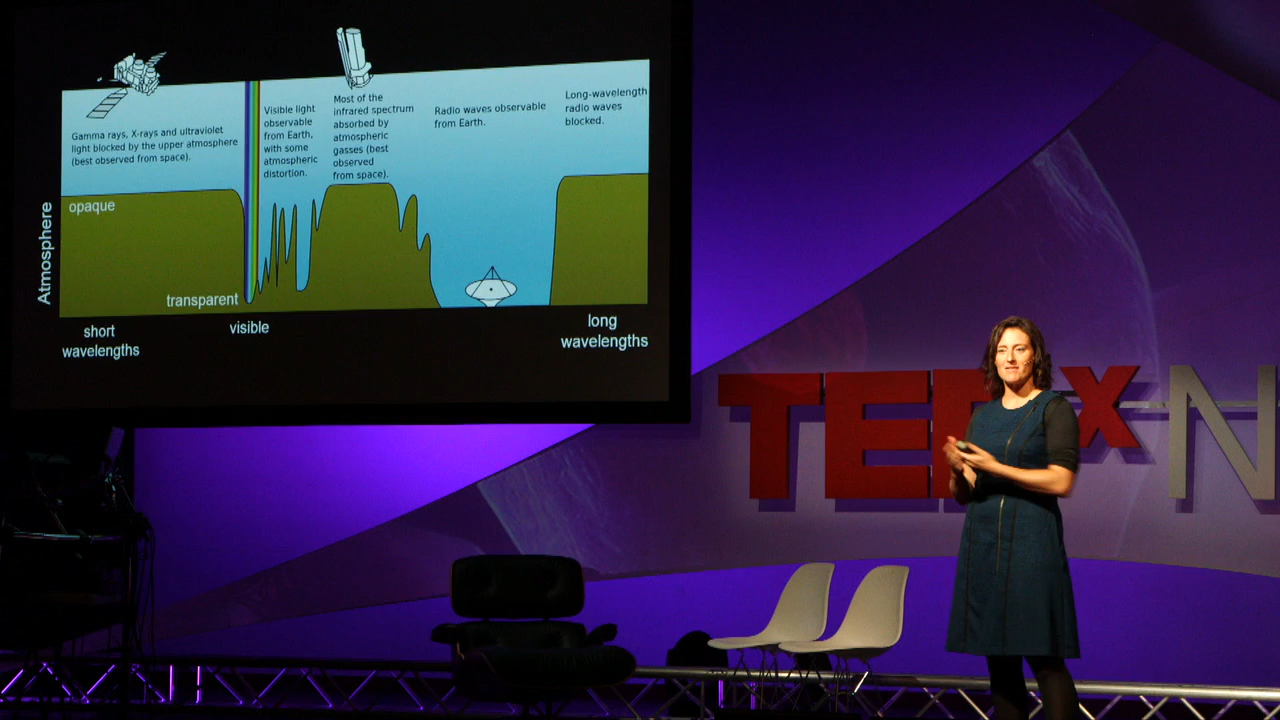 Gamma rays, X-rays and ultraviolet
light blocked by the upper atmosphere
(best observed from space).
Visible light
observable
from Earth,
with some
atmospheric
distortion.
Most of the
infrared spectrum
absorbed by
atmospheric
gasses (best
observed
from space).
Radio waves observable
from Earth.
Long-wavelength
radio waves
blocked.
Atmosphere
opaque
transparent
short
wavelengths
visible
long
wavelengths
TEDxN